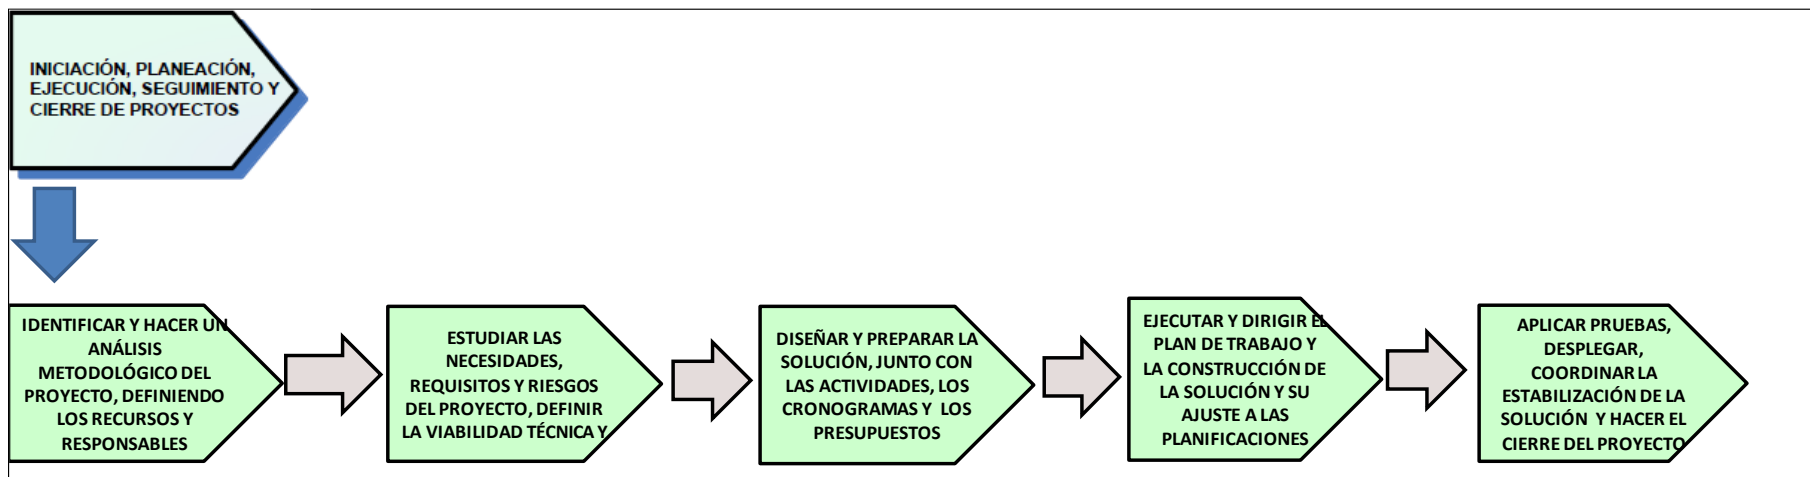 INICIACIÓN, PLANEACIÓN,
EJECUCIÓN, SEGUIMIENTO Y
CIERRE DE PROYECTOS
IDENTIFICAR Y HACER UN
ANÁLISIS
METODOLÓGICO DEL
PROYECTO, DEFINIENDO
LOS RECURSOS Y
RESPONSABLES
ESTUDIAR LAS
NECESIDADES,
REQUISITOS Y RIESGOS
DEL PROYECTO, DEFINIR
LA VIABILIDAD TÉCNICA Y
DISEÑAR Y PREPARAR LA
SOLUCIÓN, JUNTO CON
LAS ACTIVIDADES, LOS
CRONOGRAMAS Y LOS
PRESUPUESTOS
EJECUTAR Y DIRIGIR EL
PLAN DE TRABAJO Y
LA CONSTRUCCIÓN DE
LA SOLUCIÓN Y SU
AJUSTE A LAS
PLANIFICACIONES
APLICAR PRUEBAS,
DESPLEGAR,
COORDINAR LA
ESTABILIZACIÓN DE LA
SOLUCIÓN Y HACER EL
CIERRE DEL PROYECTO